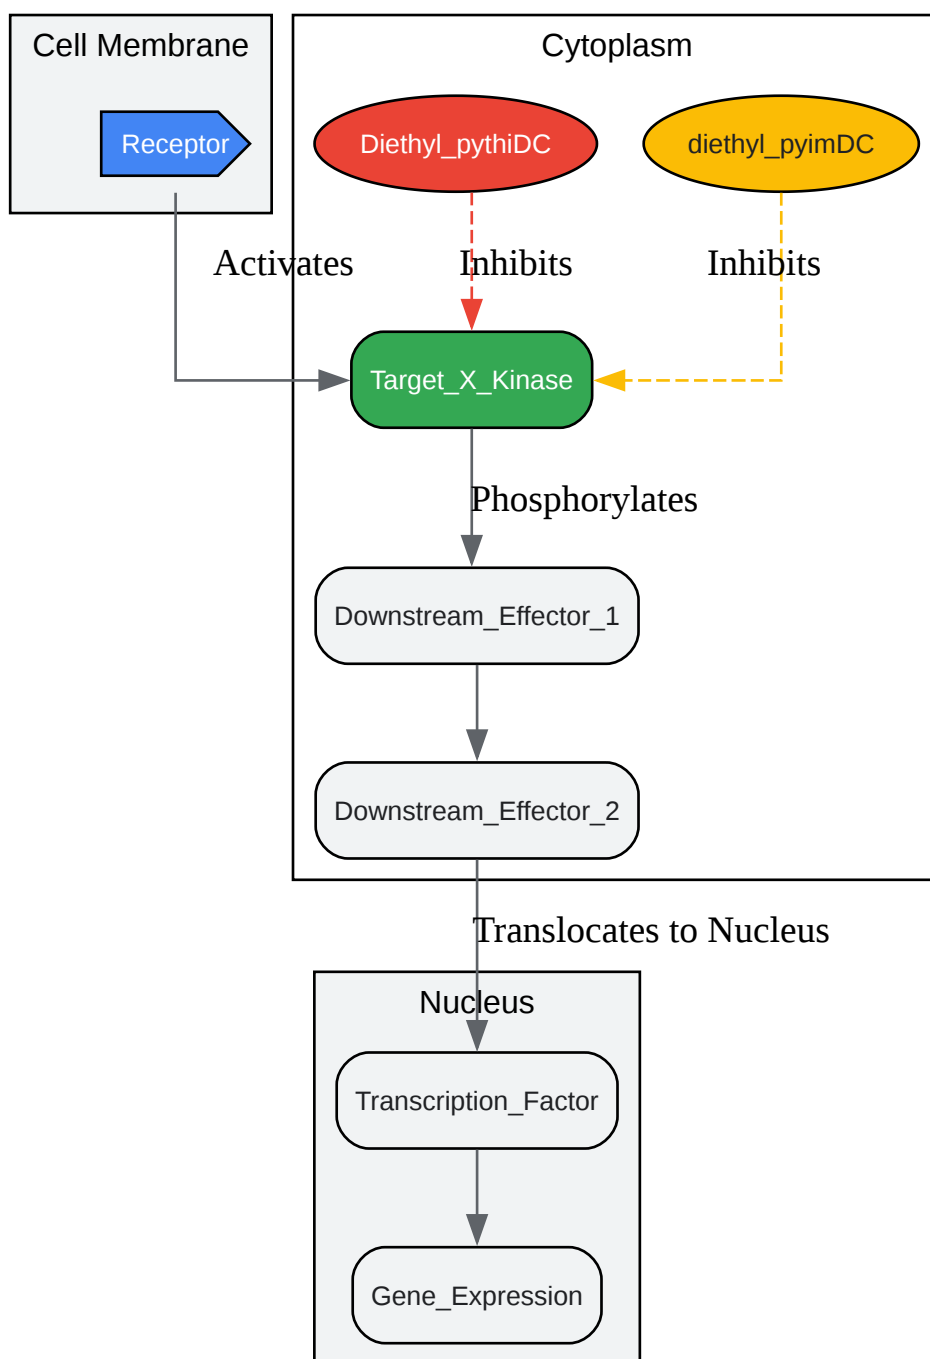 Cell Membrane
Cytoplasm
Receptor
Diethyl_pythiDC
diethyl_pyimDC
Activates
Inhibits
Inhibits
Target_X_Kinase
Phosphorylates
Downstream_Effector_1
Downstream_Effector_2
Translocates to Nucleus
Nucleus
Transcription_Factor
Gene_Expression